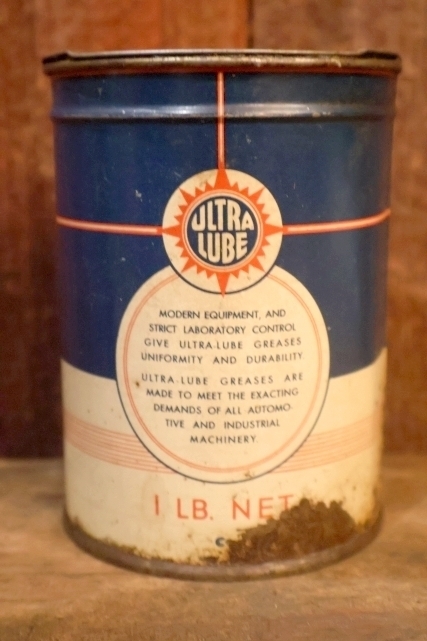 ULTRA
LUBE
MODERN EQUIPMENT, AND
STRICT LABORATORY CONTROL
GIVE ULTRA-LUBE GREASES
UNIFORMITY AND DURABILITY
ULTRA-LUBE GREASES ARE
MADE TO MEET THE EXACTING
DEMANDS OF ALL AUTOMO-
TIVE AND INDUSTRIAL
MACHINERY
1 LB. NET